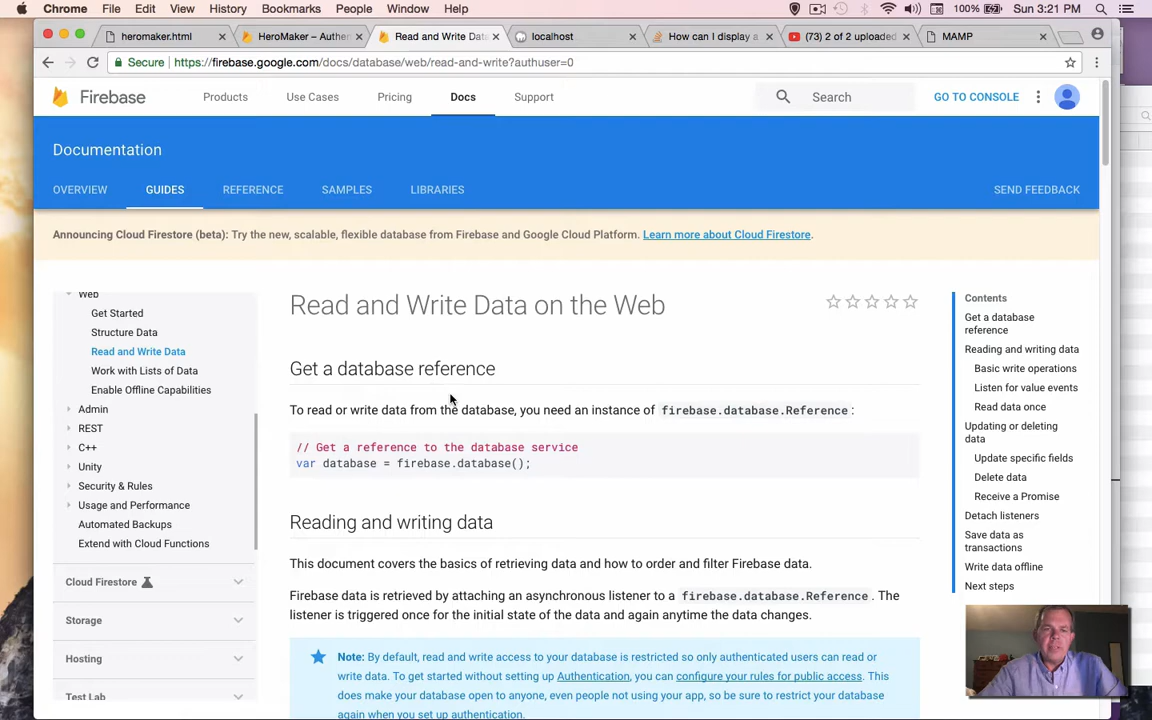 Chrome File Edit View History Bookmarks People Window Help 100% Sun 3:21 PM
heromaker.html × HeroMaker – Authen × Read and Write Data × localhost × How can I display a × (73) 2 of 2 uploaded × MAMP ×
Secure https://firebase.google.com/docs/database/web/read-and-write?authuser=0
Firebase Products Use Cases Pricing Docs Support Search GO TO CONSOLE
Documentation
OVERVIEW GUIDES REFERENCE SAMPLES LIBRARIES SEND FEEDBACK
Announcing Cloud Firestore (beta): Try the new, scalable, flexible database from Firebase and Google Cloud Platform. Learn more about Cloud Firestore.
Web
Get Started
Structure Data
Read and Write Data
Work with Lists of Data
Enable Offline Capabilities
Admin
REST
C++
Unity
Security & Rules
Usage and Performance
Automated Backups
Extend with Cloud Functions
Cloud Firestore
Storage
Hosting
Test Lab
Read and Write Data on the Web
Get a database reference
To read or write data from the database, you need an instance of firebase.database.Reference:
// Get a reference to the database service
var database = firebase.database();
Reading and writing data
This document covers the basics of retrieving data and how to order and filter Firebase data.
Firebase data is retrieved by attaching an asynchronous listener to a firebase.database.Reference. The
listener is triggered once for the initial state of the data and again anytime the data changes.
Note: By default, read and write access to your database is restricted so only authenticated users can read or
write data. To get started without setting up Authentication, you can configure your rules for public access. This
does make your database open to anyone, even people not using your app, so be sure to restrict your database
again when you set up authentication.
Contents
Get a database
reference
Reading and writing data
Basic write operations
Listen for value events
Read data once
Updating or deleting
data
Update specific fields
Delete data
Receive a Promise
Detach listeners
Save data as
transactions
Write data offline
Next steps